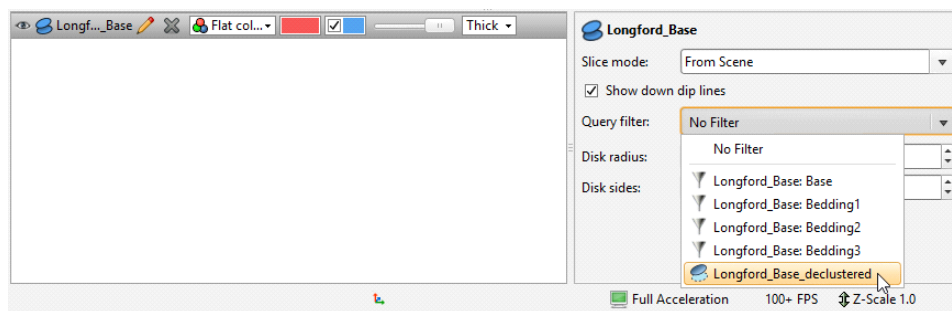 Longf..._Base Flat col... Thick
Longford_Base
Slice mode: From Scene
Show down dip lines
Query filter: No Filter
No Filter
Disk radius:
Longford_Base: Base
Disk sides:
Longford_Base: Bedding1
Longford_Base: Bedding2
Longford_Base: Bedding3
Longford_Base_declustered
Full Acceleration 100+ FPS Z-Scale 1.0